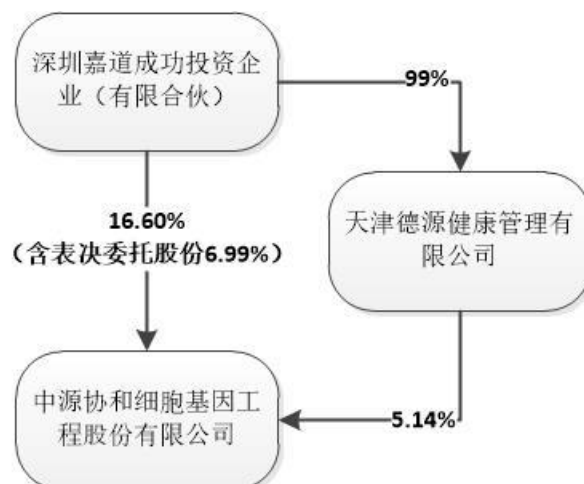 深圳嘉道成功投资企
业（有限合伙）
99%
16.60%
（含表决委托股份6.99%）
天津德源健康管理有
限公司
中源协和细胞基因工
程股份有限公司
5.14%